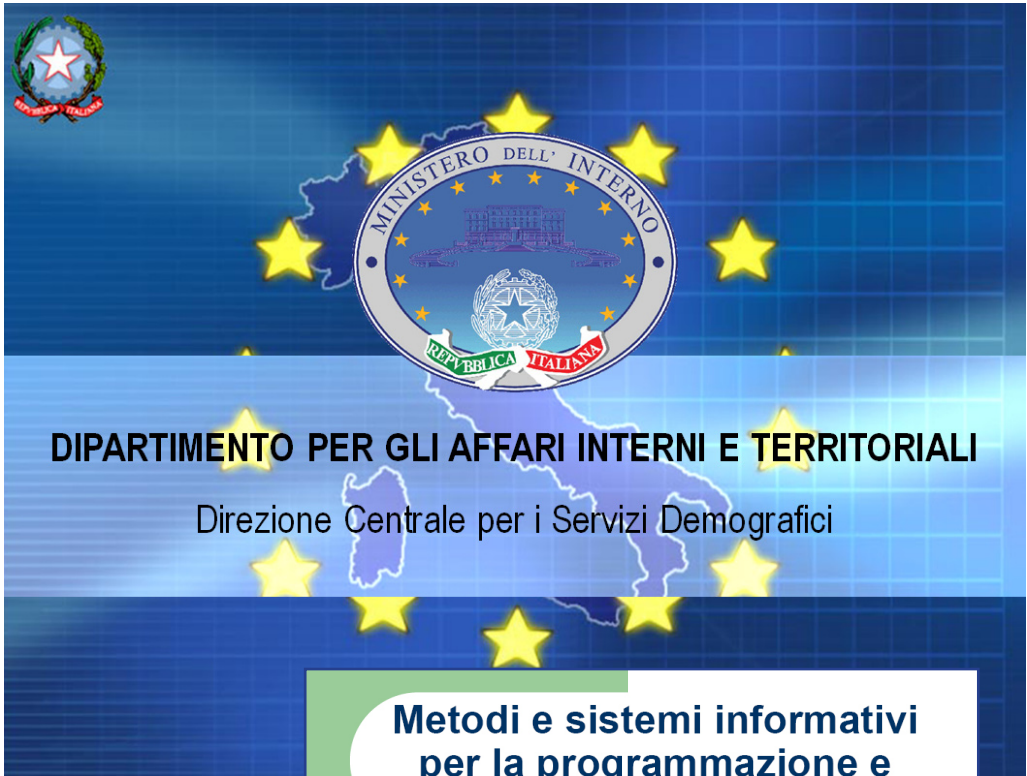 REPVBBLICA ITALIANA
MINISTERO DELL' INTERNO
REPVBBLICA ITALIANA
DIPARTIMENTO PER GLI AFFARI INTERNI E TERRITORIALI
Direzione Centrale per i Servizi Demografici
Metodi e sistemi informativi
per la programmazione e